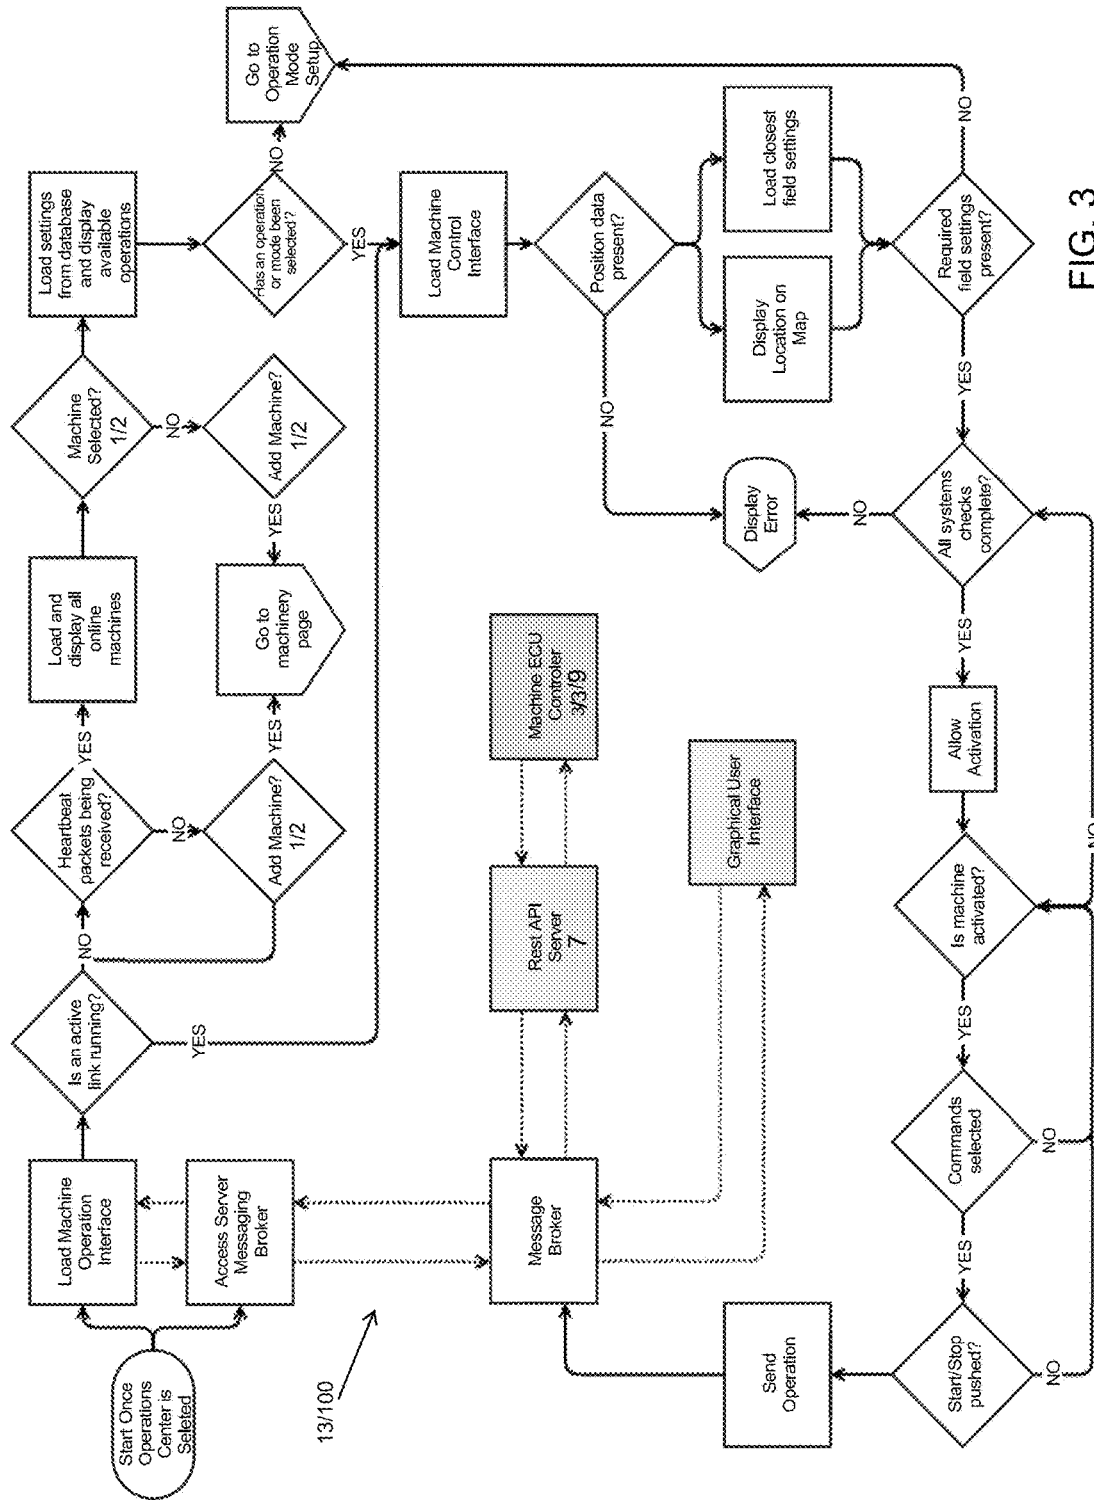 Start Once
Operations
Center is
Seleted
Load Machine
Operation
Interface
Access Server
Messaging
Broker
Is an active
link running?
NO
YES
Heartbeat
packets being
received?
YES
NO
Add Machine?
1/2
YES
Load and
display all
online
machines
Go to
machinery
page
Machine
Selected?
1/2
NO
Add Machine?
1/2
YES
Load settings
from database
and display
available
operations
Has an operation
or mode been
selected?
NO
YES
Go to
Operation
Mode
Setup
13/100
Message
Broker
Rest API
Server
7
Machine ECU
Controler
3/3/9
Graphical User
Interface
Load Machine
Control
Interface
Position data
present?
NO
Display
Location on
Map
Load closest
field settings
Required
field settings
present?
NO
YES
Display
Error
All systems
checks
complete?
NO
YES
Allow
Activation
Is machine
activated?
NO
YES
Commands
selected
NO
YES
Start/Stop
pushed?
NO
Send
Operation
FIG. 3